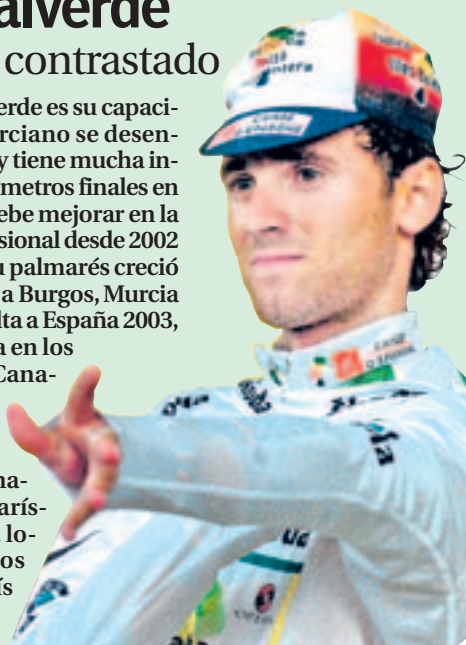 alverde
contrastado
erde es su capaci-
rciano se desen-
y tiene mucha in-
metros finales en
ebe mejorar en la
sional desde 2002
u palmarés creció
a Burgos, Murcia
lta a España 2003,
a en los
Cana-
na-
arís-
lo-
os
ís